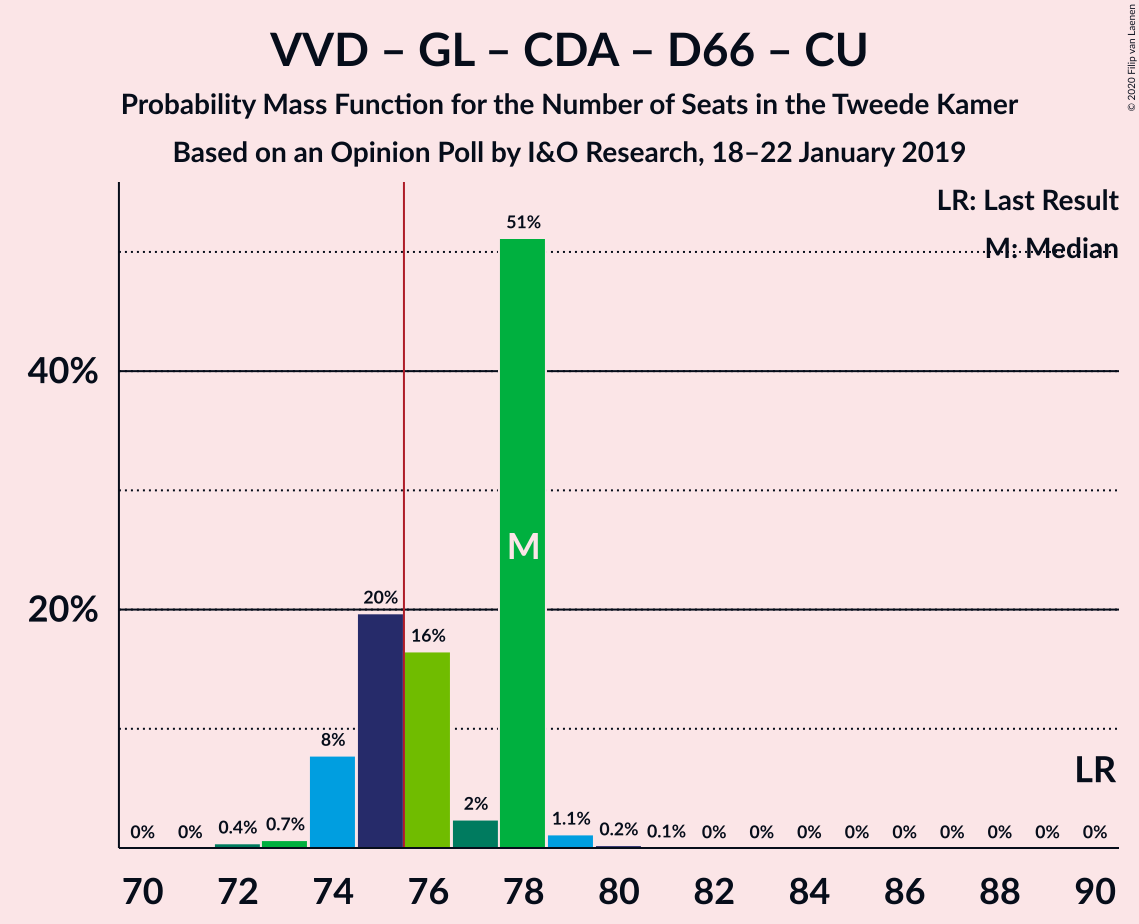 VVD – GL – CDA – D66 – CU
Probability Mass Function for the Number of Seats in the Tweede Kamer
Based on an Opinion Poll by I&O Research, 18–22 January 2019
© 2020 Filip van Laenen
LR: Last Result
M: Median
51%
40%
M
20%
20%
16%
8%
LR
0% 0% 0.4% 0.7% 2% 1.1% 0.2% 0.1% 0% 0% 0% 0% 0% 0% 0% 0% 0%
70 72 74 76 78 80 82 84 86 88 90